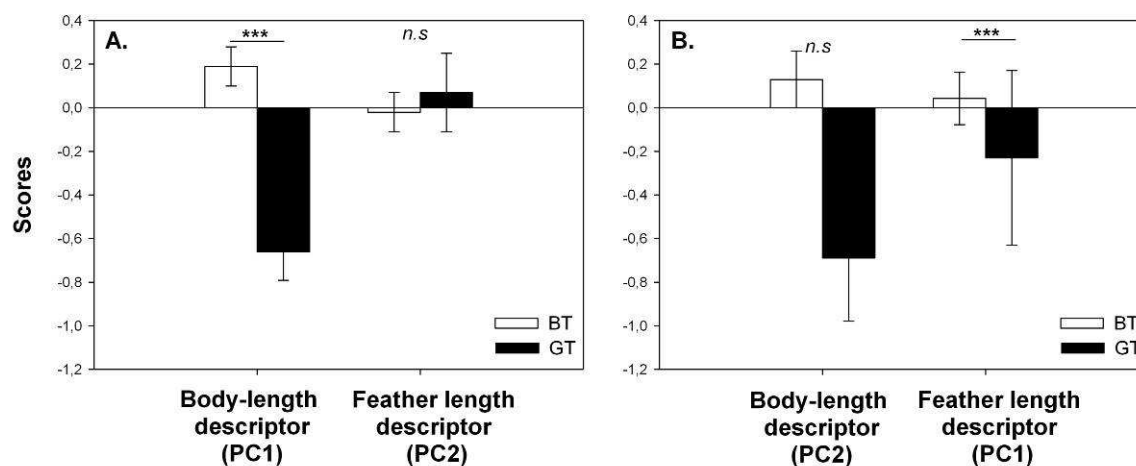 A.
***
n.s
0,4
0,2
0,0
-0,2
-0,4
-0,6
-0,8
-1,0
-1,2
Scores
BT
GT
Body-length
descriptor
(PC1)
Feather length
descriptor
(PC2)
B.
n.s
***
0,4
0,2
0,0
-0,2
-0,4
-0,6
-0,8
-1,0
-1,2
BT
GT
Body-length
descriptor
(PC2)
Feather length
descriptor
(PC1)